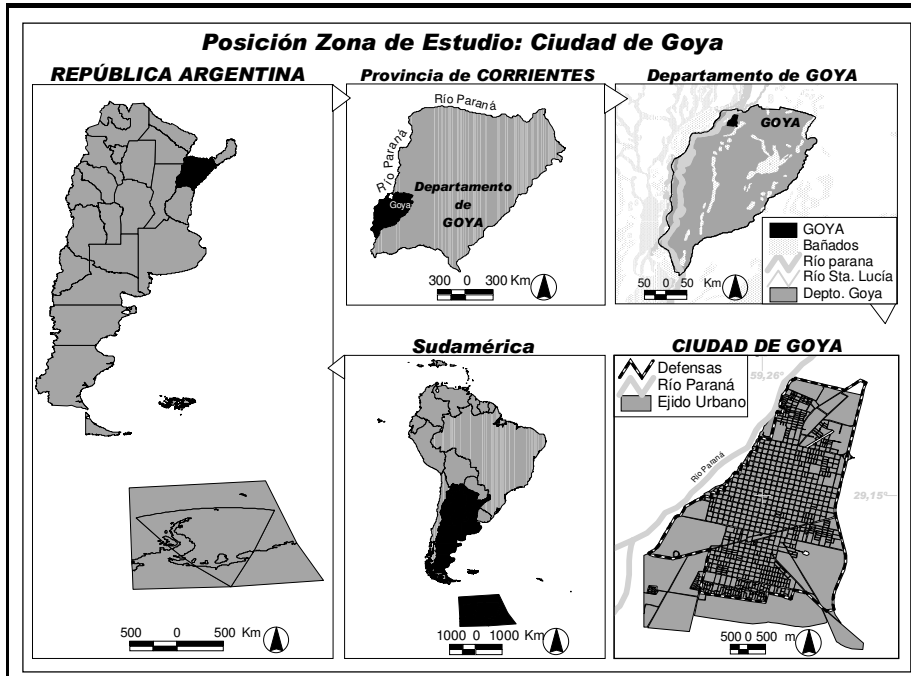 Posición Zona de Estudio: Ciudad de Goya
REPÚBLICA ARGENTINA
500 0 500 Km
Provincia de CORRIENTES
Río Paraná
Río Paraná
Goya
Departamento
de
GOYA
300 0 300 Km
Departamento de GOYA
GOYA
GOYA
Bañados
Río parana
Río Sta. Lucía
Depto. Goya
50 0 50 Km
Sudamérica
1000 0 1000 Km
CIUDAD DE GOYA
Defensas
Río Paraná
Ejido Urbano
59,26°
Río Paraná
29,15°
500 0 500 m